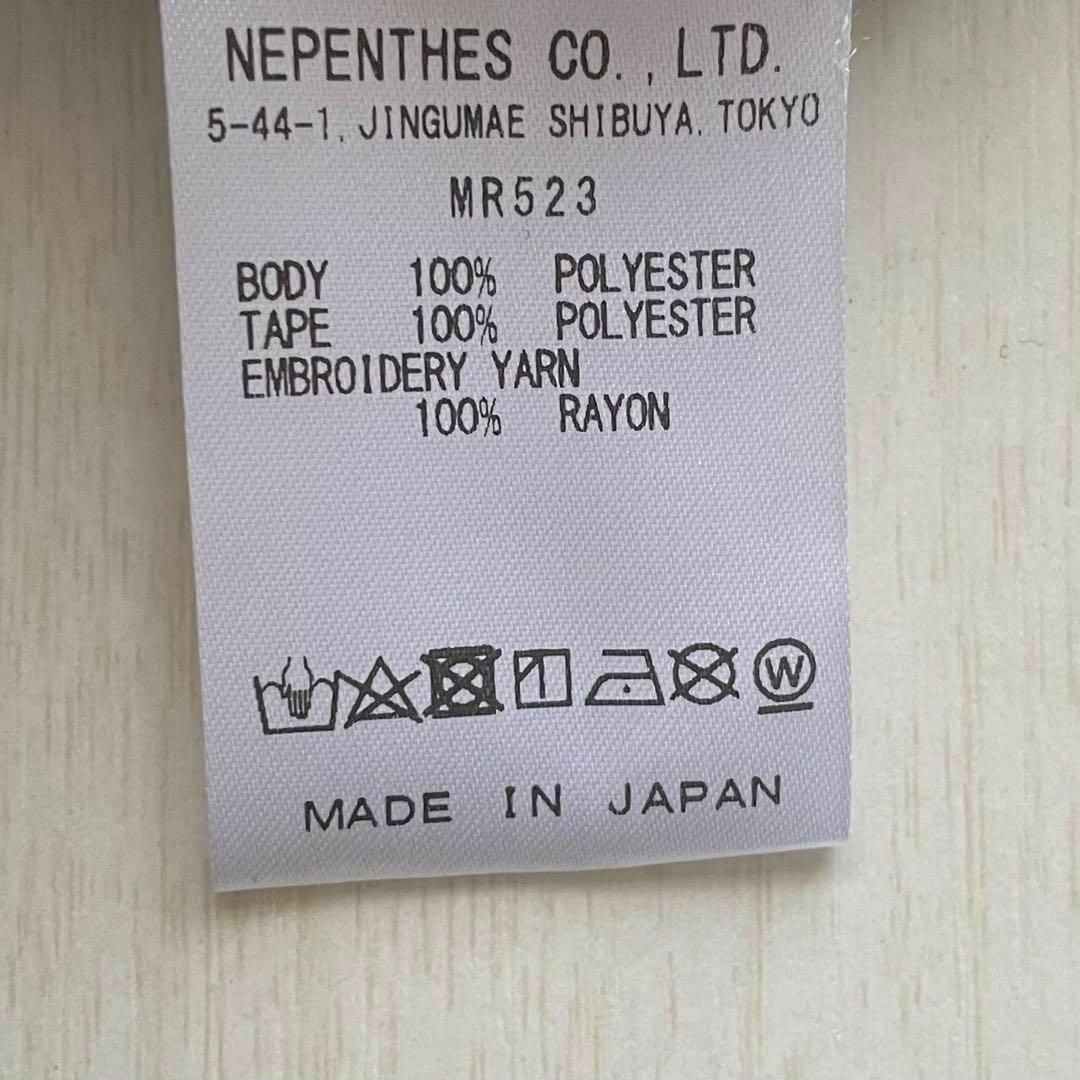 NEPENTHES CO., LTD.
5-44-1, JINGUMAE SHIBUYA, TOKYO
MR523
BODY 100% POLYESTER
TAPE 100% POLYESTER
EMBROIDERY YARN
100% RAYON
W
MADE IN JAPAN